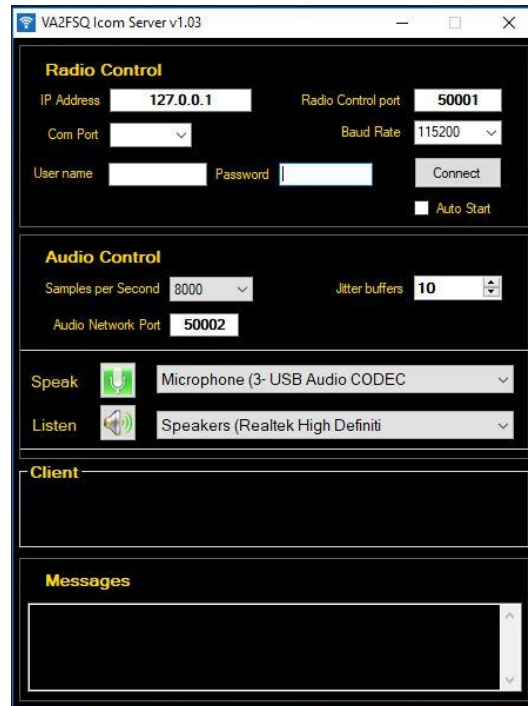 VA2FSQ Icom Server v1.03
Radio Control
IP Address 127.0.0.1 Radio Control port 50001
Com Port Baud Rate 115200
User name Password Connect
Auto Start
Audio Control
Samples per Second 8000 Jitter buffers 10
Audio Network Port 50002
Speak Microphone (3- USB Audio CODEC
Listen Speakers (Realtek High Definiti
Client
Messages